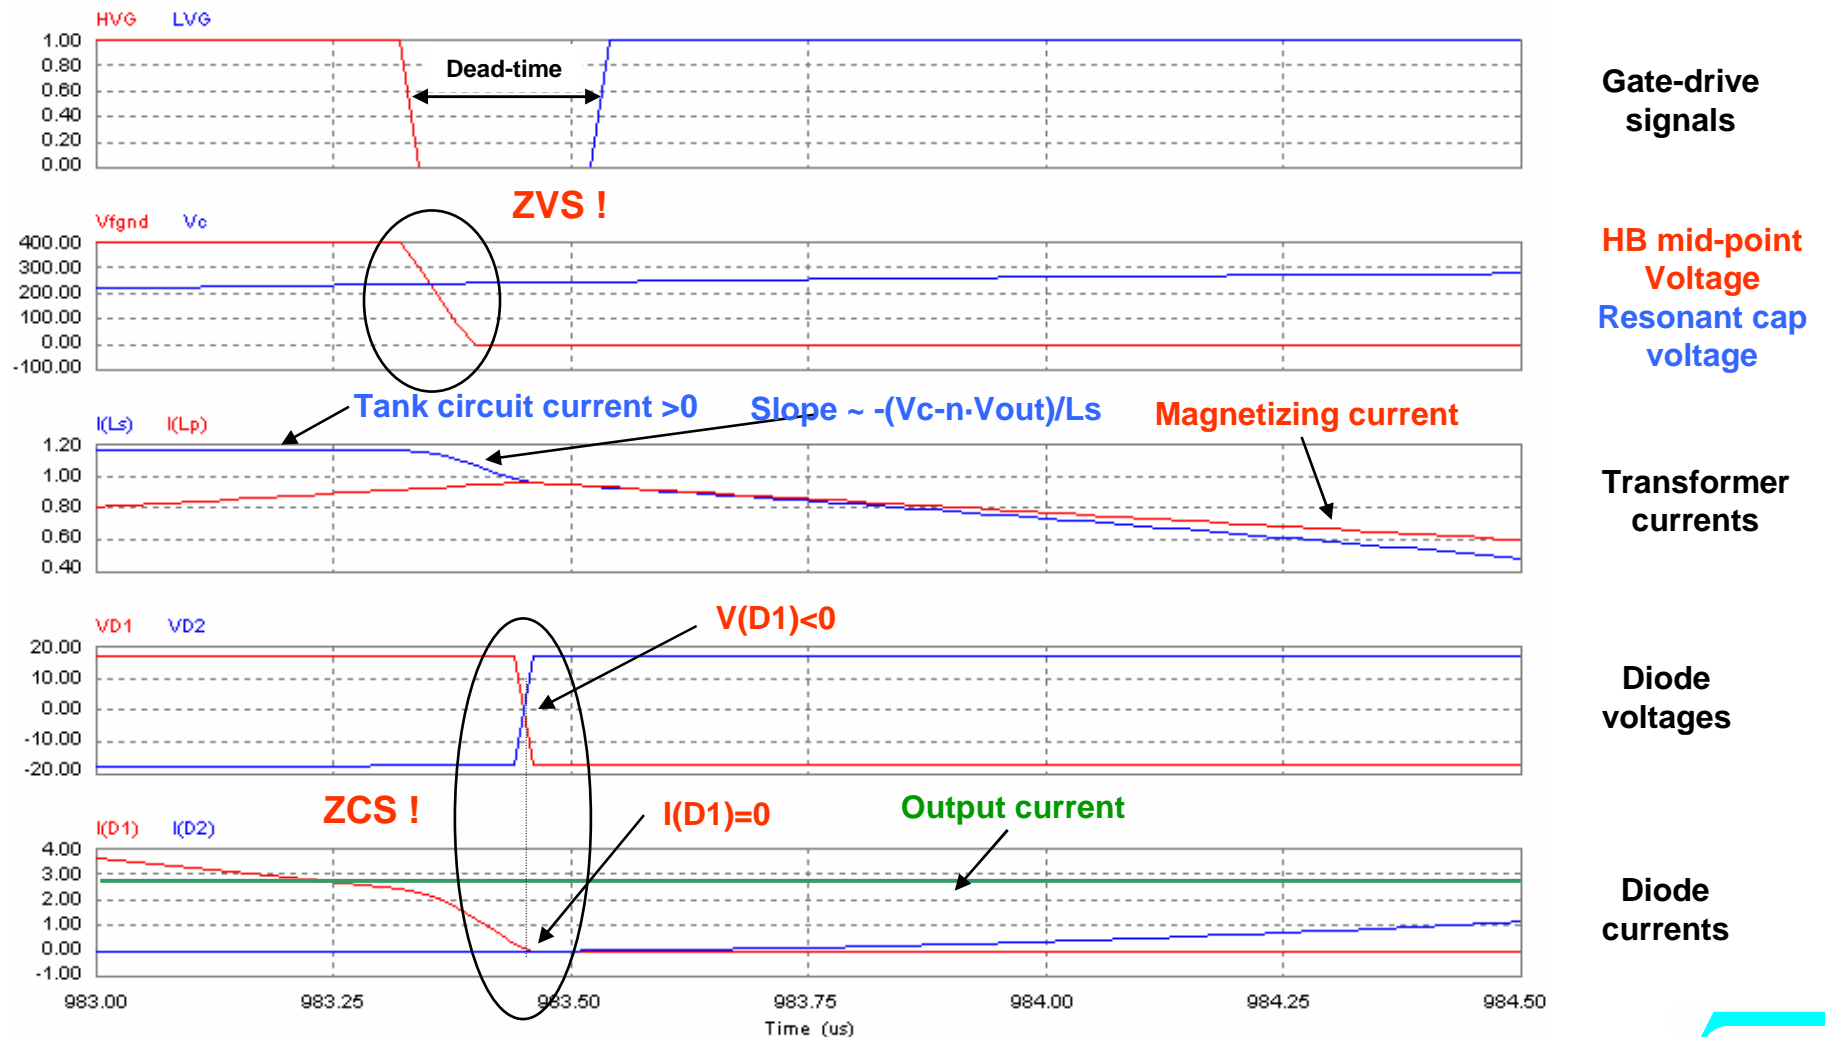 HVG LVG
1.00
0.80
0.60
0.40
0.20
0.00
Dead-time
Gate-drive
signals
ZVS !
Vfgnd Vc
400.00
300.00
200.00
100.00
0.00
-100.00
HB mid-point
Voltage
Resonant cap
voltage
Tank circuit current >0
Slope ~ -(Vc-n·Vout)/Ls
Magnetizing current
I(Ls) I(Lp)
1.20
1.00
0.80
0.60
0.40
Transformer
currents
V(D1)<0
VD1 VD2
20.00
10.00
0.00
-10.00
-20.00
Diode
voltages
ZCS !
I(D1)=0
Output current
I(D1) I(D2)
4.00
3.00
2.00
1.00
0.00
-1.00
Diode
currents
983.00 983.25 983.50 983.75 984.00 984.25 984.50
Time (us)